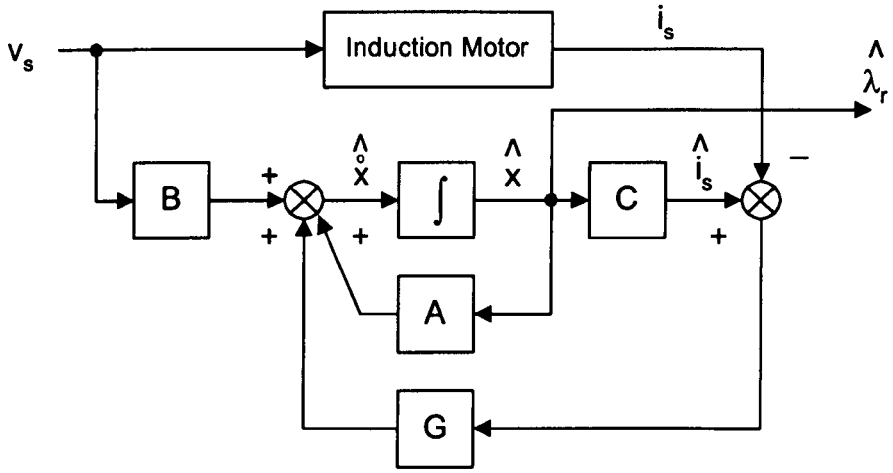 i_s
v_s
Induction Motor
λ̂_r
+
x̂̊
x̂
î_s
−
B
∫
C
+
+
+
A
G